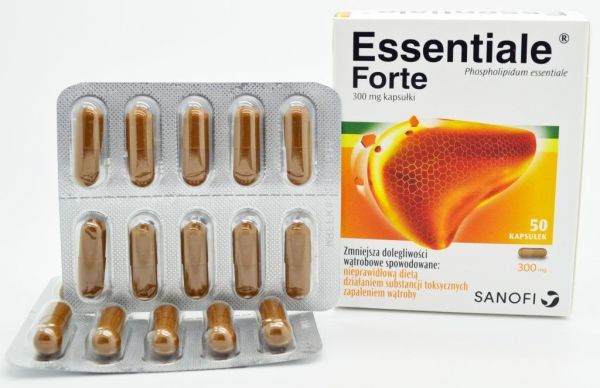 Essentiale®
Forte
Phospholipidum essentiale
300 mg kapsułki
50
KAPSUŁEK
300 mg
Zmniejsza dolegliwości
wątrobowe spowodowane:
nieprawidłową dietą
działaniem substancji toksycznych
zapaleniem wątroby
SANOFI